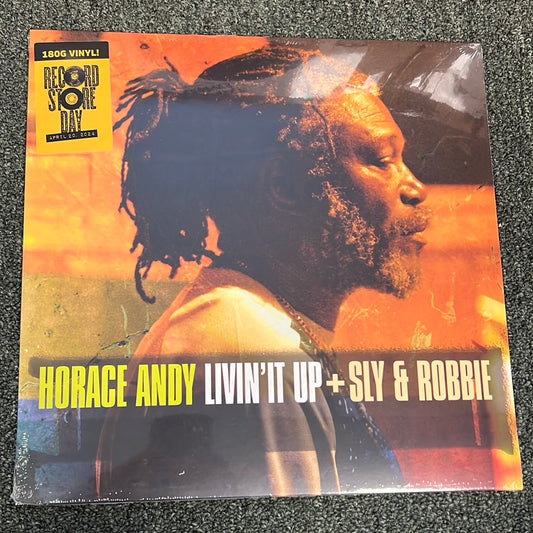 180G VINYL!
RECORD
STORE
DAY
APRIL 20, 2024
HORACE ANDY LIVIN'IT UP + SLY & ROBBIE